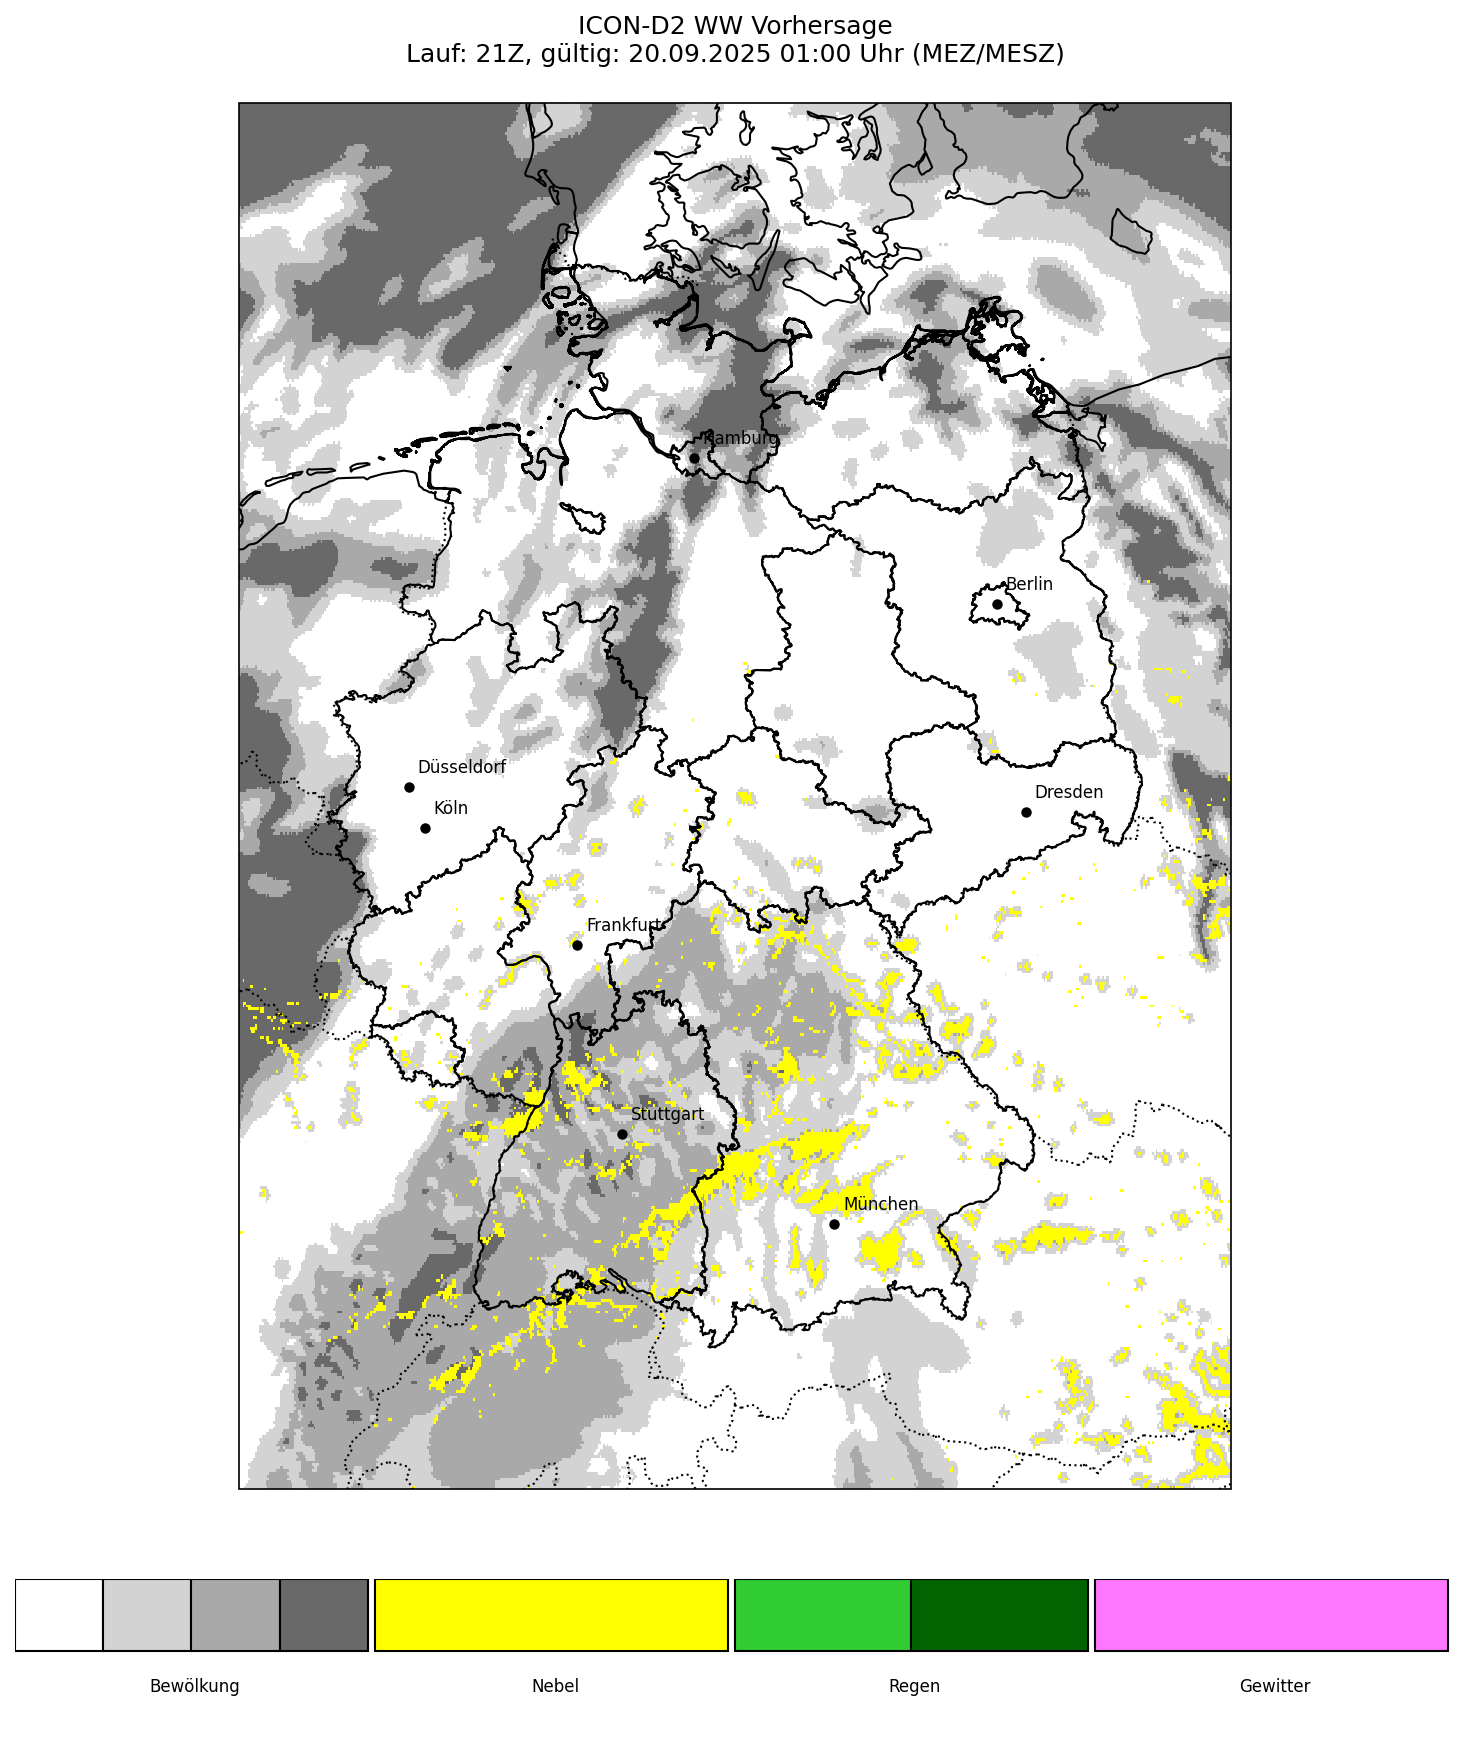 ICON-D2 WW Vorhersage
Lauf: 21Z, gültig: 20.09.2025 01:00 Uhr (MEZ/MESZ)
Hamburg
Berlin
Düsseldorf
Köln
Dresden
Frankfurt
Stuttgart
München
Bewölkung
Nebel
Regen
Gewitter